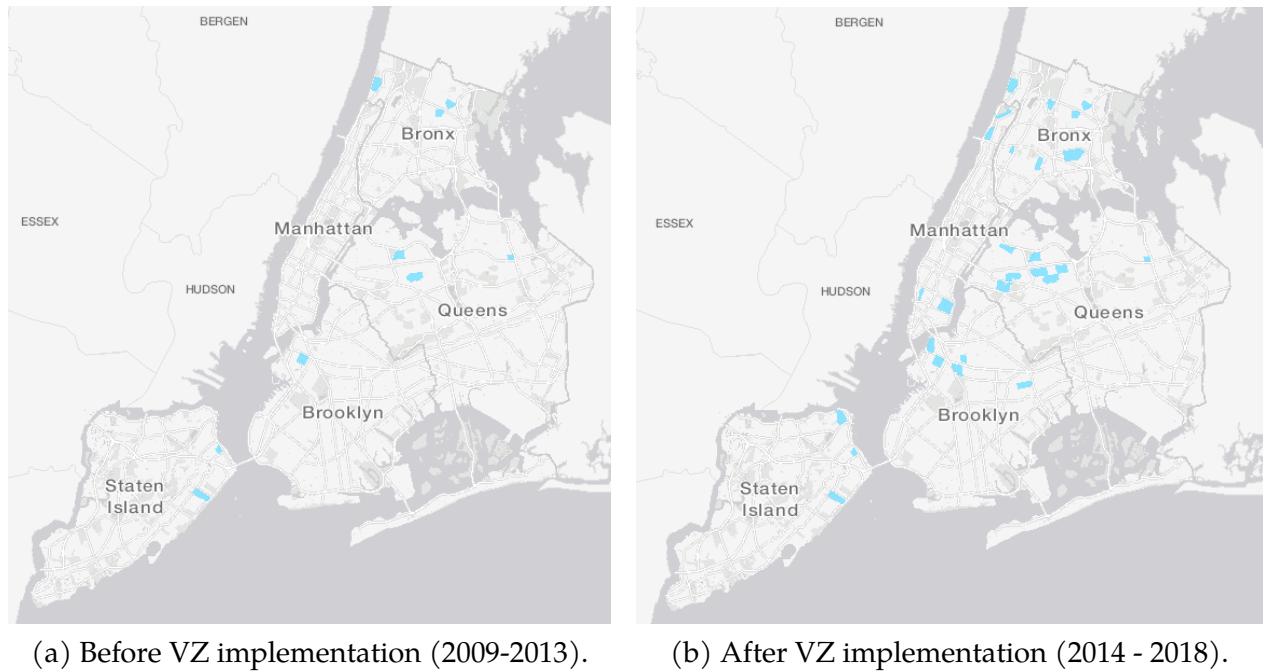 BERGEN
Bronx
ESSEX
Manhattan
HUDSON
Queens
Brooklyn
Staten
Island
(a) Before VZ implementation (2009-2013).
BERGEN
Bronx
ESSEX
Manhattan
HUDSON
Queens
Brooklyn
Staten
Island
(b) After VZ implementation (2014 - 2018).